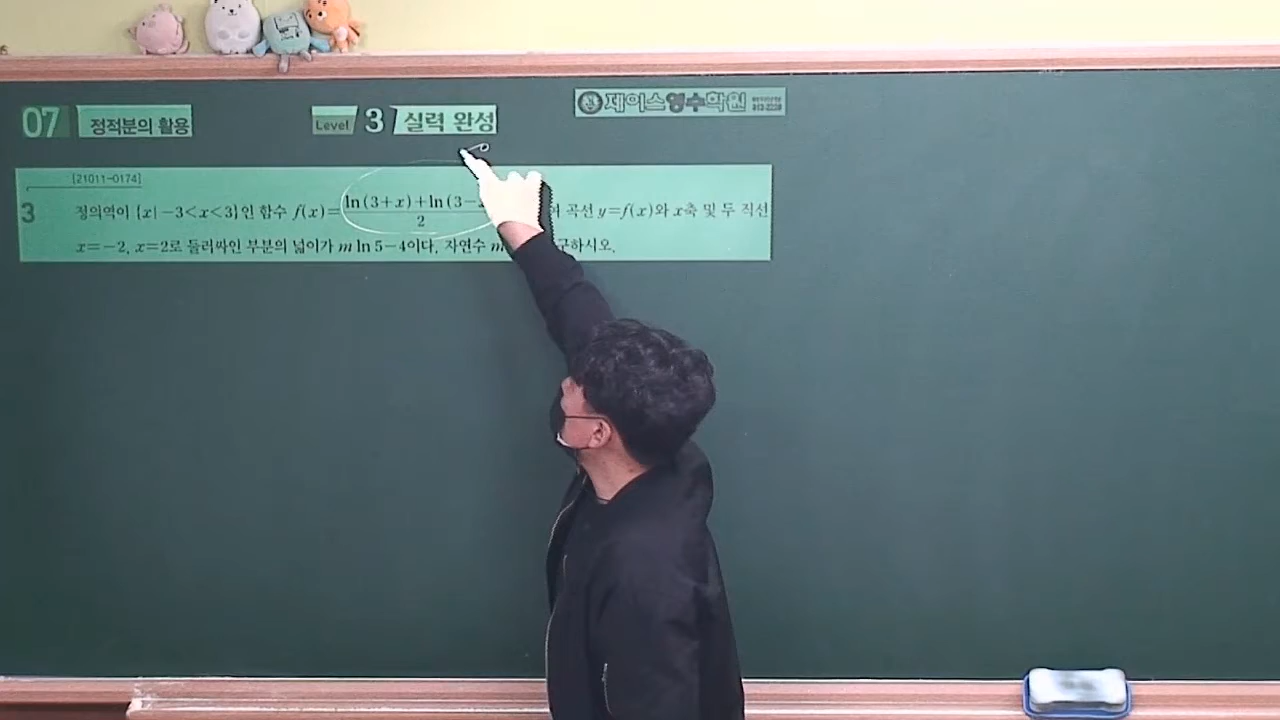 07 정적분의 활용 Level 3 실력 완성 제이스영수학원
[21011-0174]
3 정의역이 {x|-3<x<3}인 함수 f(x)= ln(3+x)+ln(3- 2 곡선 y=f(x)와 x축 및 두 직선
x=-2, x=2로 둘러싸인 부분의 넓이가 m ln 5-4이다. 자연수 m 구하시오.